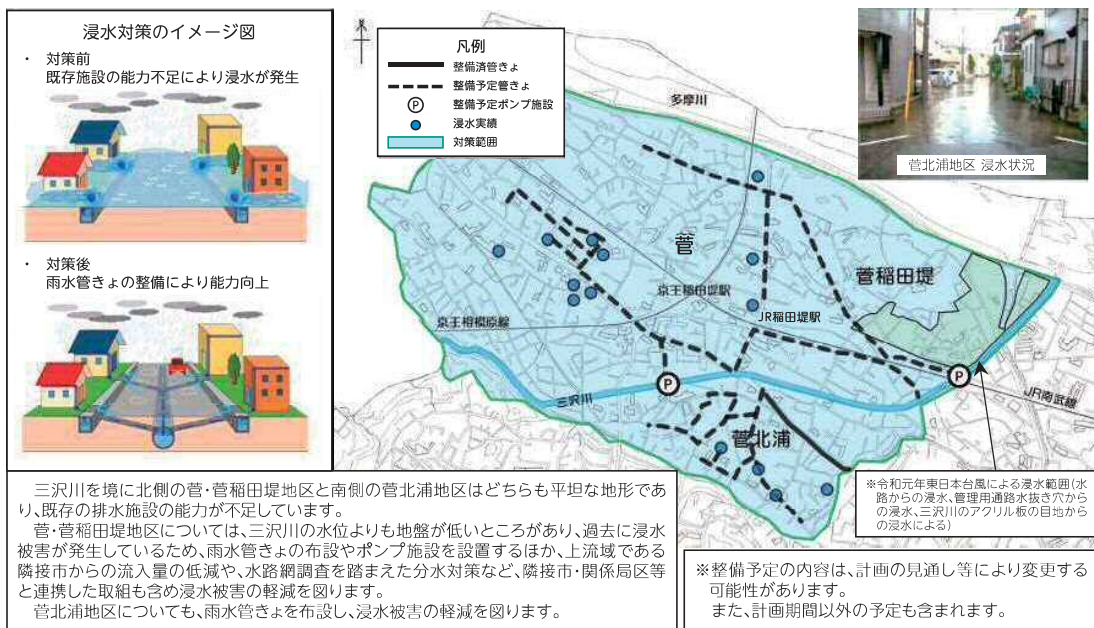 浸水対策のイメージ図
・ 対策前
既存施設の能力不足により浸水が発生
・ 対策後
雨水管きょの整備により能力向上
凡例
整備済管きょ
整備予定管きょ
P 整備予定ポンプ施設
浸水実績
対策範囲
多摩川
菅北浦地区 浸水状況
菅
菅稲田堤
京王稲田堤駅
JR稲田堤駅
京王相模原線
P
P
三沢川
JR南武線
菅北浦
※令和元年東日本台風による浸水範囲(水
路からの浸水、管理用通路水抜き穴から
の浸水、三沢川のアクリル板の目地から
の浸水による)
三沢川を境に北側の菅・菅稲田堤地区と南側の菅北浦地区はどちらも平坦な地形であ
り、既存の排水施設の能力が不足しています。
菅・菅稲田堤地区については、三沢川の水位よりも地盤が低いところがあり、過去に浸水
被害が発生しているため、雨水管きょの布設やポンプ施設を設置するほか、上流域である
隣接市からの流入量の低減や、水路網調査を踏まえた分水対策など、隣接市・関係局区等
と連携した取組も含め浸水被害の軽減を図ります。
菅北浦地区についても、雨水管きょを布設し、浸水被害の軽減を図ります。
※整備予定の内容は、計画の見通し等により変更する
可能性があります。
また、計画期間以外の予定も含まれます。